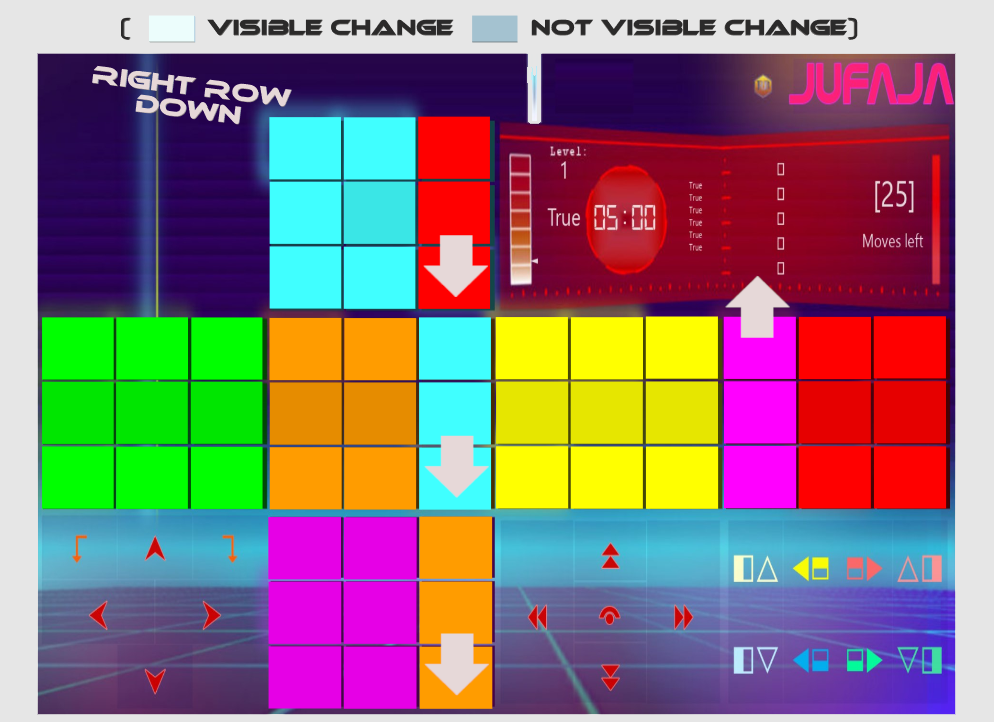 ( VISIBLE CHANGE NOT VISIBLE CHANGE)
RIGHT ROW
DOWN
JUFAJA
Level:
1
True
05:00
True
True
True
True
True
True
[25]
Moves left